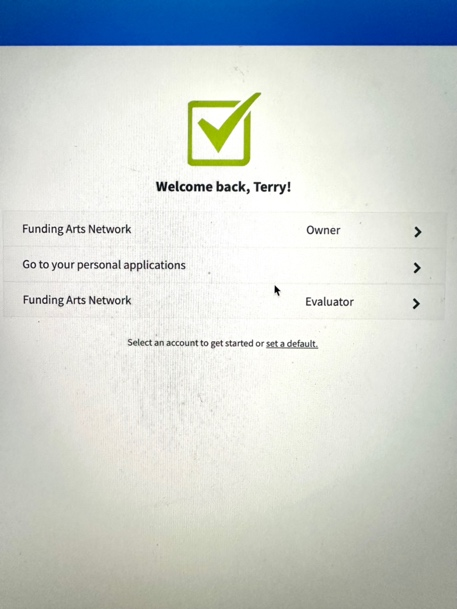 Welcome back, Terry!
Funding Arts Network Owner
Go to your personal applications
Funding Arts Network Evaluator
Select an account to get started or set a default.